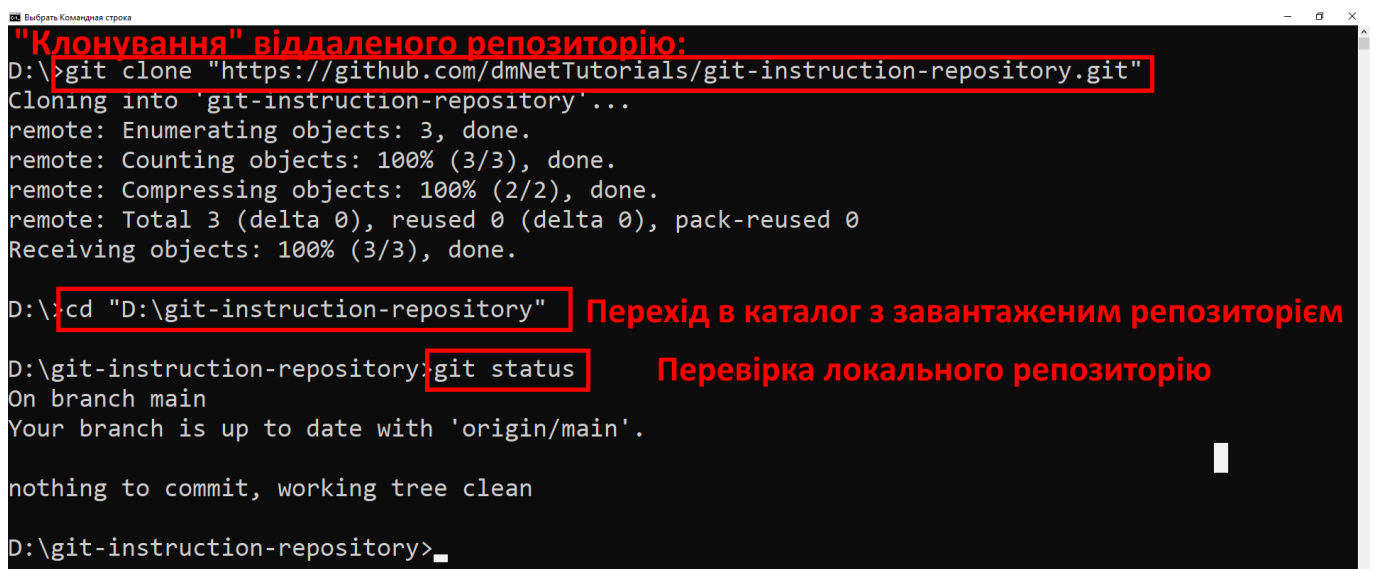 Выбрать Командная строка
"Клонування" віддаленого репозиторію:
D:\>git clone "https://github.com/dmNetTutorials/git-instruction-repository.git"
Cloning into 'git-instruction-repository'...
remote: Enumerating objects: 3, done.
remote: Counting objects: 100% (3/3), done.
remote: Compressing objects: 100% (2/2), done.
remote: Total 3 (delta 0), reused 0 (delta 0), pack-reused 0
Receiving objects: 100% (3/3), done.
D:\>cd "D:\git-instruction-repository" Перехід в каталог з завантаженим репозиторієм
D:\git-instruction-repository>git status Перевірка локального репозиторію
On branch main
Your branch is up to date with 'origin/main'.
nothing to commit, working tree clean
D:\git-instruction-repository>